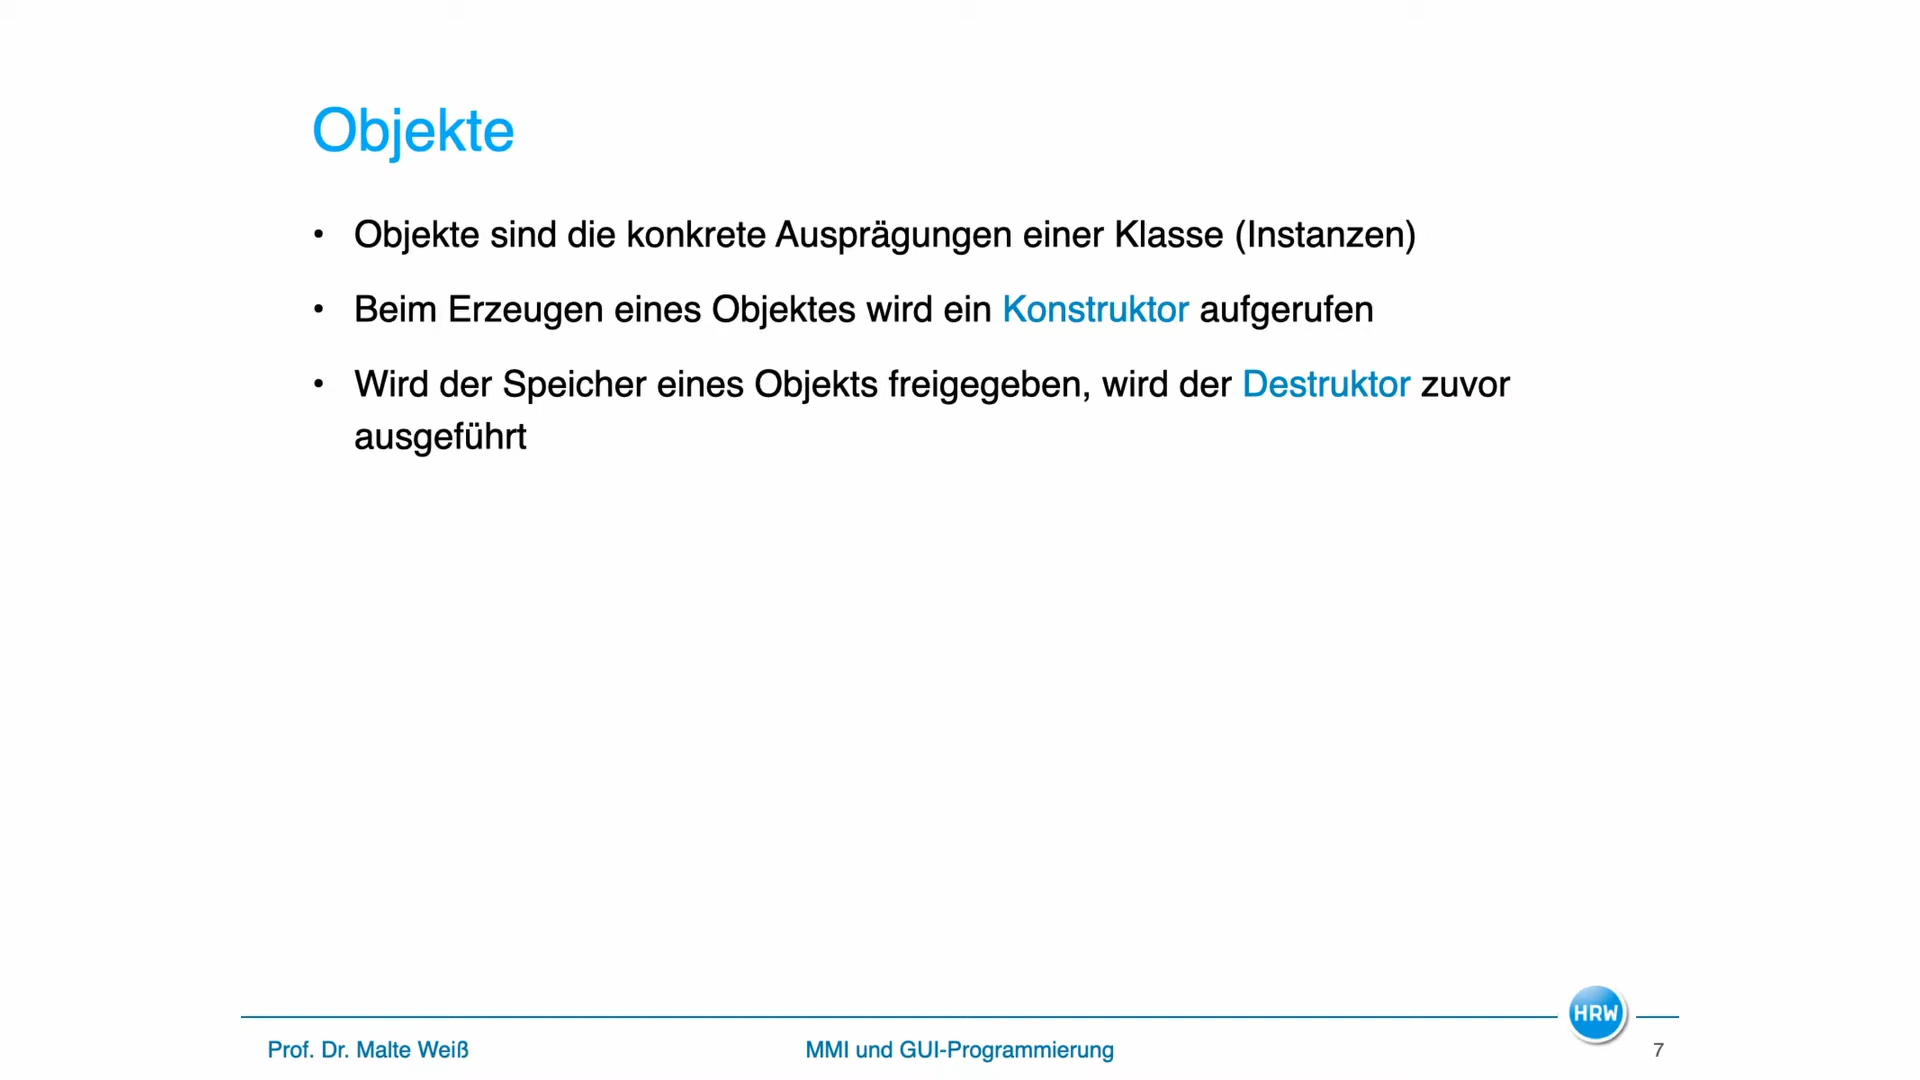 Objekte
• Objekte sind die konkrete Ausprägungen einer Klasse (Instanzen)
• Beim Erzeugen eines Objektes wird ein Konstruktor aufgerufen
• Wird der Speicher eines Objekts freigegeben, wird der Destruktor zuvor
ausgeführt
HRW
Prof. Dr. Malte Weiß MMI und GUI-Programmierung 7